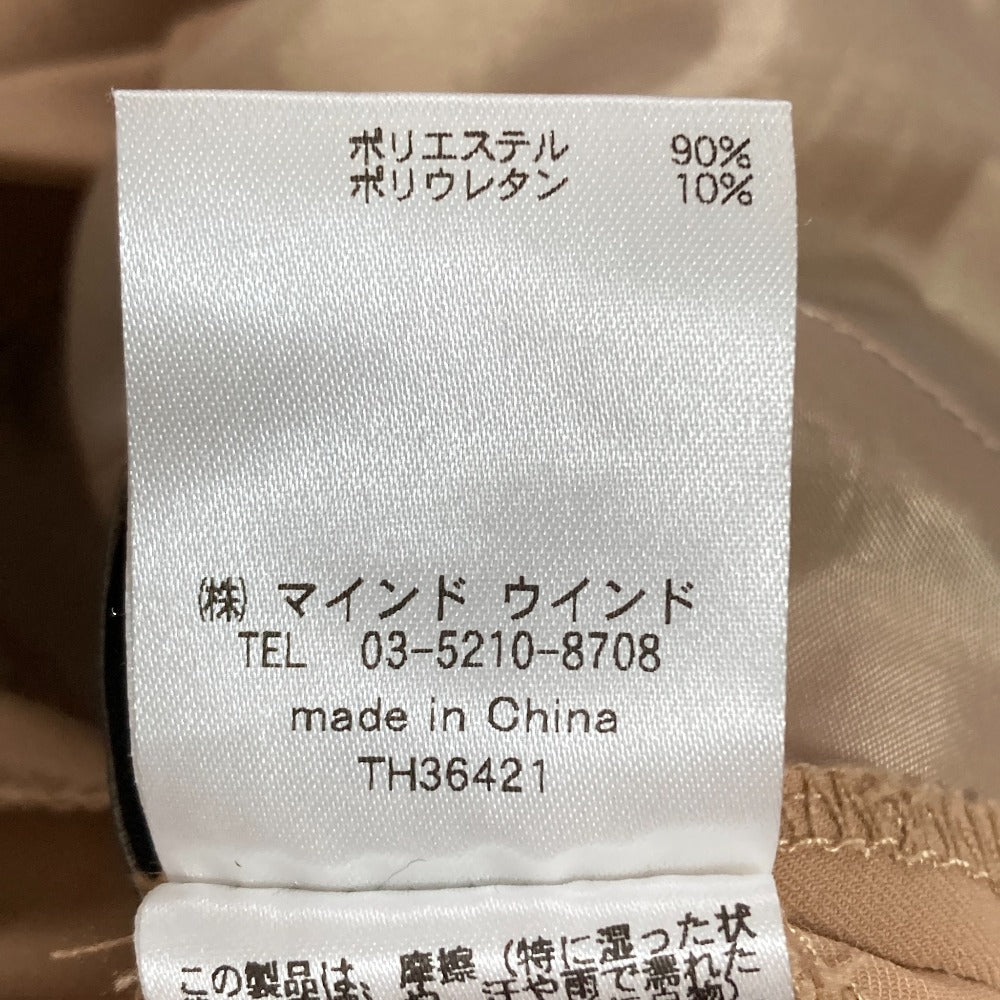 ポリエステル 90%
ポリウレタン 10%
㈱ マインド ウインド
TEL 03-5210-8708
made in China
TH36421
この製品は、摩擦(特に湿った状
汗や雨で濡れた